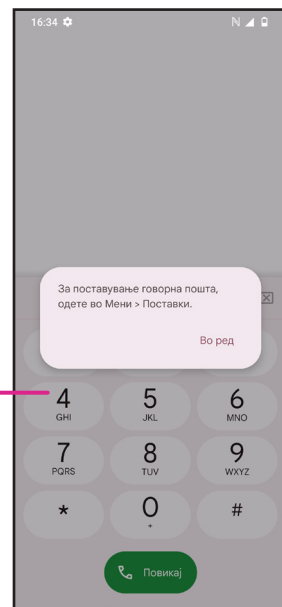 16:34
За поставување говорна пошта,
одете во Мени > Поставки.
Во ред
4 5 6
GHI JKL MNO
7 8 9
PQRS TUV WXYZ
* 0 #
+
Повикај